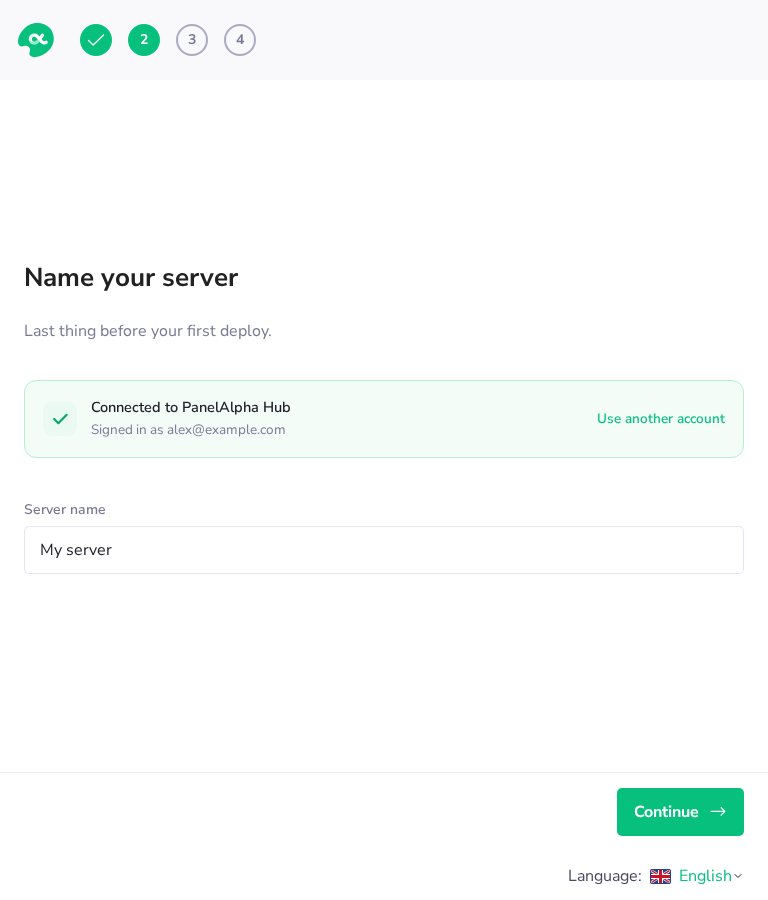 2
3
4
Name your server
Last thing before your first deploy.
Connected to PanelAlpha Hub
Signed in as alex@example.com
Use another account
Server name
My server
Continue
Language: English